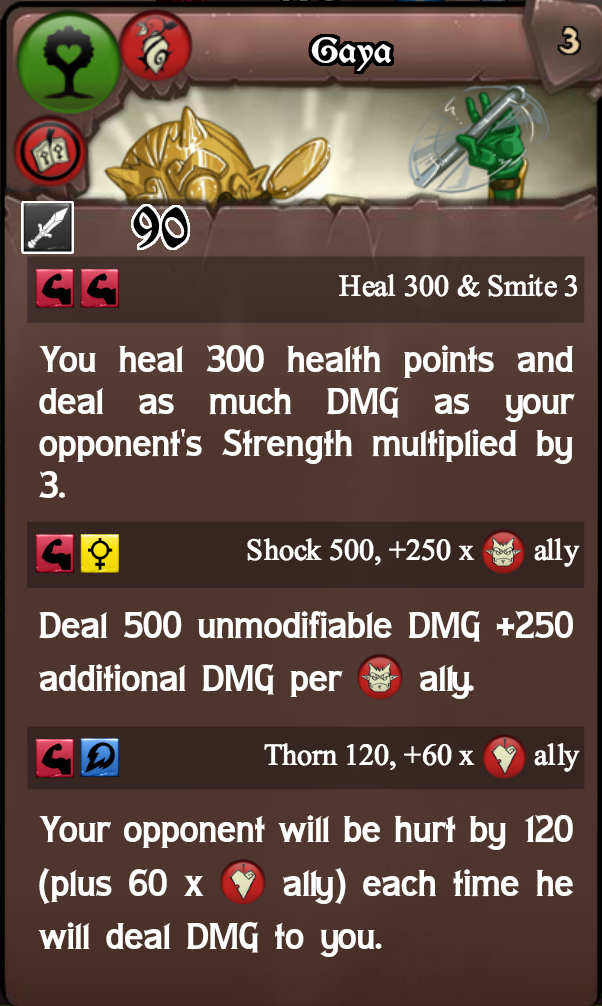 Gaya
3
90
Heal 300 & Smite 3
You heal 300 health points and
deal as much DMG as your
opponent's Strength multiplied by
3.
Shock 500, +250 x ally
Deal 500 unmodifiable DMG +250
additional DMG per ally.
Thorn 120, +60 x ally
Your opponent will be hurt by 120
(plus 60 x ally) each time he
will deal DMG to you.